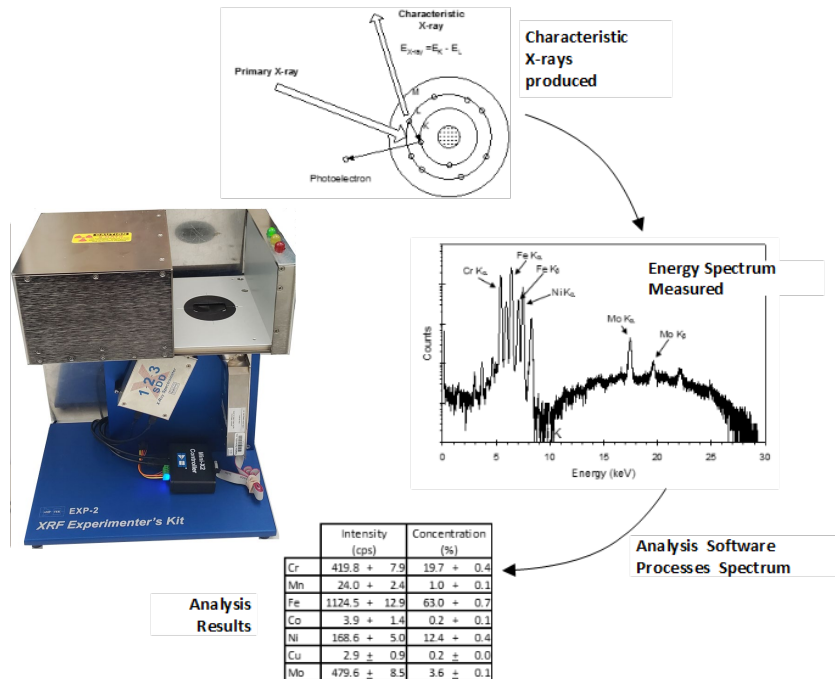 Characteristic
X-ray
E X-ray =E K - E L
Primary X-ray
M
L
K
Photoelectron
Characteristic
X-rays
produced
CAUTION
1-2-3
SDD
Mini-X2
Controller
EXP-2
XRF Experimenter's Kit
Energy Spectrum
Measured
Cr Kα
Fe Kα
Fe Kβ
Ni Kα
Mo Kα
Mo Kβ
K
Counts
0 5 10 15 20 25 30
Energy (keV)
Analysis Software
Processes Spectrum
Analysis
Results
Intensity Concentration
(cps) (%)
Cr 419.8 + 7.9 19.7 + 0.4
Mn 24.0 + 2.4 1.0 + 0.1
Fe 1124.5 + 12.9 63.0 + 0.7
Co 3.9 + 1.4 0.2 + 0.1
Ni 168.6 + 5.0 12.4 + 0.4
Cu 2.9 ± 0.9 0.2 ± 0.0
Mo 479.6 ± 8.5 3.6 ± 0.1